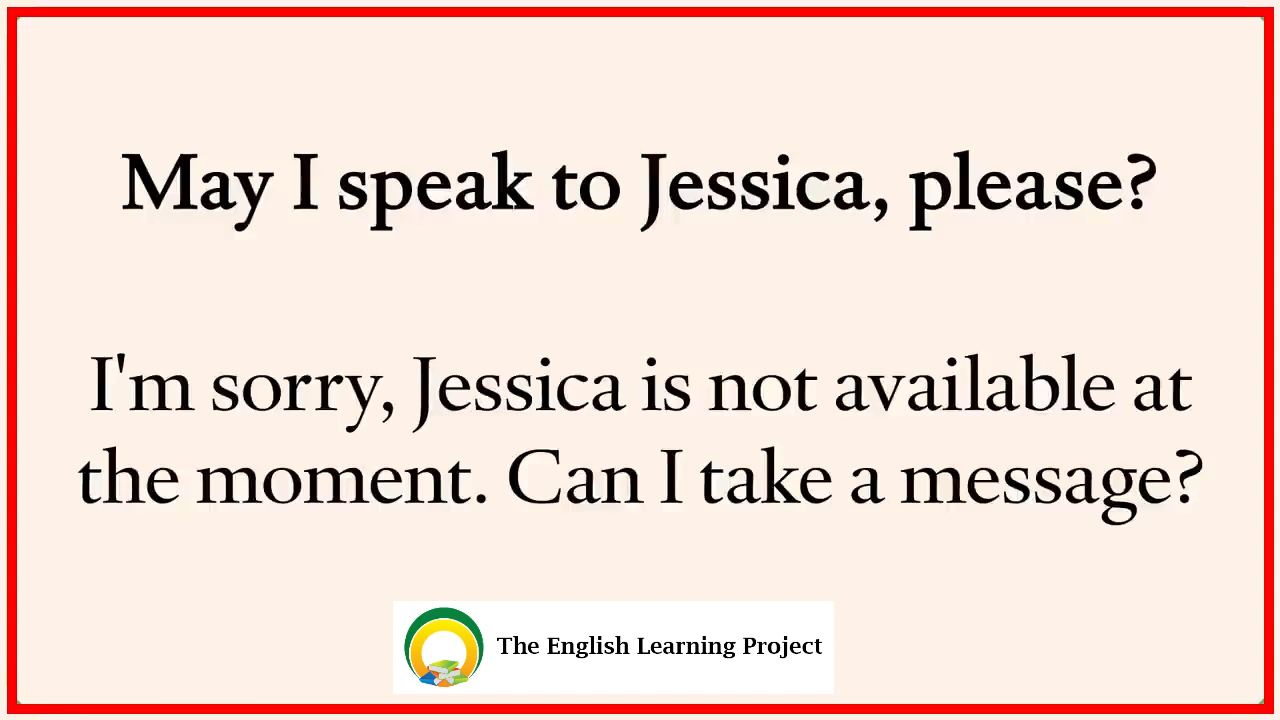 May I speak to Jessica, please?
I'm sorry, Jessica is not available at
the moment. Can I take a message?
The English Learning Project